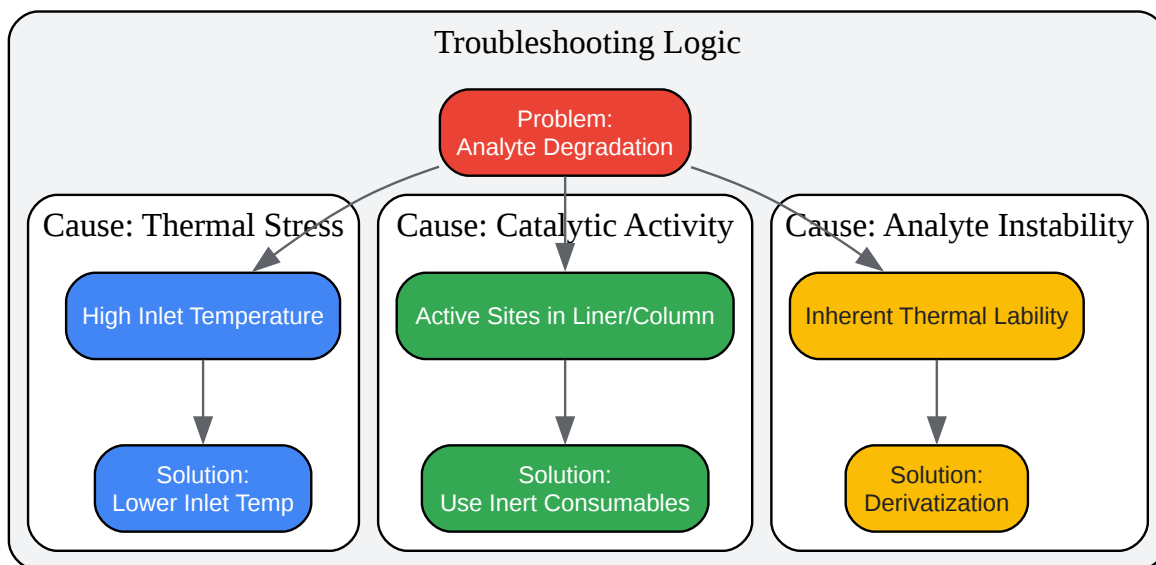 Troubleshooting Logic
Problem:
Analyte Degradation
Cause: Thermal Stress
Cause: Catalytic Activity
Cause: Analyte Instability
High Inlet Temperature
Active Sites in Liner/Column
Inherent Thermal Lability
Solution:
Lower Inlet Temp
Solution:
Use Inert Consumables
Solution:
Derivatization